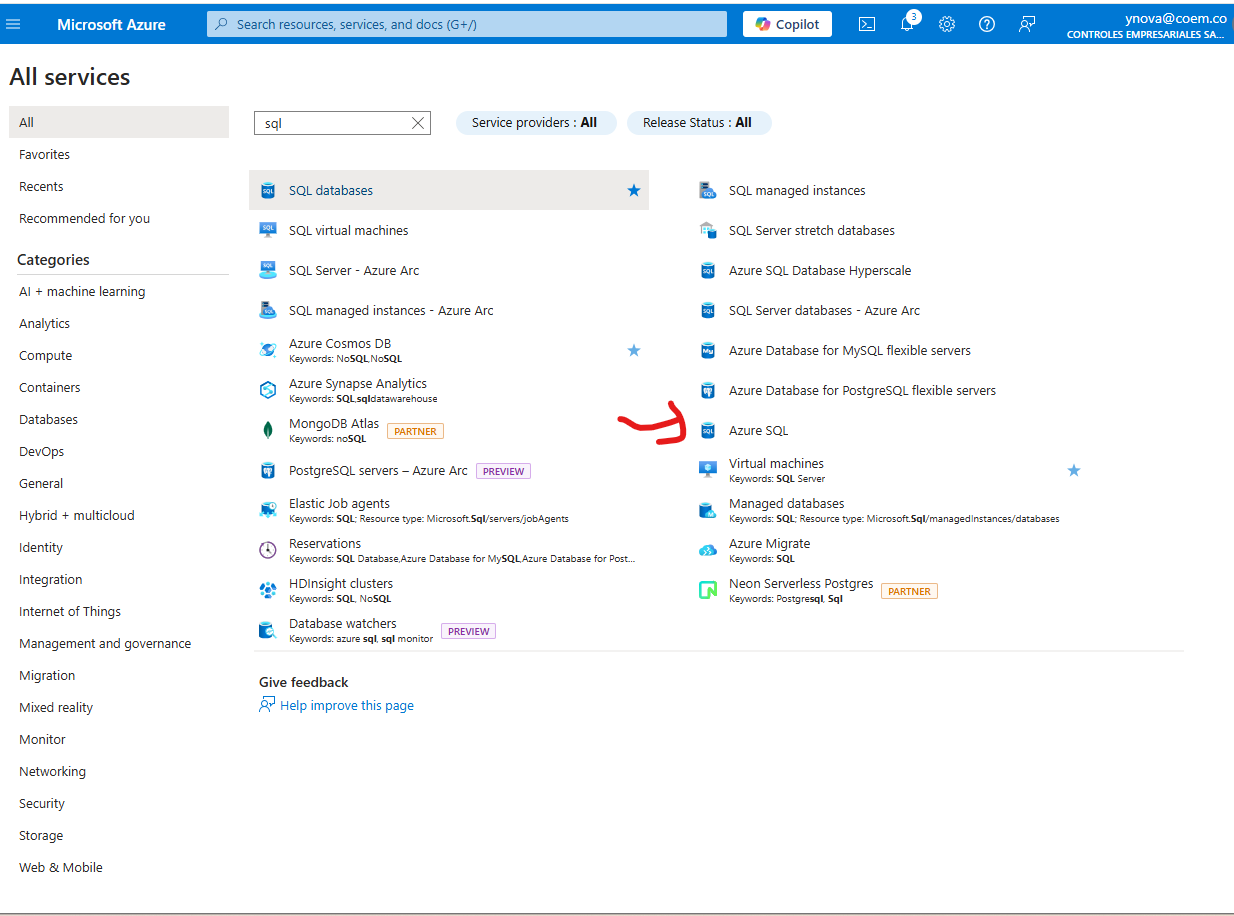 Microsoft Azure
Search resources, services, and docs (G+/)
Copilot
3
ynova@coem.co
CONTROLES EMPRESARIALES SA...
All services
All
sql
Service providers : All
Release Status : All
Favorites
Recents
Recommended for you
Categories
AI + machine learning
Analytics
Compute
Containers
Databases
DevOps
General
Hybrid + multicloud
Identity
Integration
Internet of Things
Management and governance
Migration
Mixed reality
Monitor
Networking
Security
Storage
Web & Mobile
SQL databases
SQL managed instances
SQL virtual machines
SQL Server stretch databases
SQL Server - Azure Arc
Azure SQL Database Hyperscale
SQL managed instances - Azure Arc
SQL Server databases - Azure Arc
Azure Cosmos DB
Keywords: NoSQL,NoSQL
Azure Database for MySQL flexible servers
Azure Synapse Analytics
Keywords: SQL,sqldatawarehouse
Azure Database for PostgreSQL flexible servers
MongoDB Atlas
Keywords: noSQL
PARTNER
Azure SQL
PostgreSQL servers – Azure Arc
PREVIEW
Virtual machines
Keywords: SQL Server
Elastic Job agents
Keywords: SQL; Resource type: Microsoft.Sql/servers/jobAgents
Managed databases
Keywords: SQL; Resource type: Microsoft.Sql/managedInstances/databases
Reservations
Keywords: SQL Database,Azure Database for MySQL,Azure Database for Post...
Azure Migrate
Keywords: SQL
HDInsight clusters
Keywords: SQL, NoSQL
Neon Serverless Postgres
Keywords: Postgresql, Sql
PARTNER
Database watchers
Keywords: azure sql, sql monitor
PREVIEW
Give feedback
Help improve this page